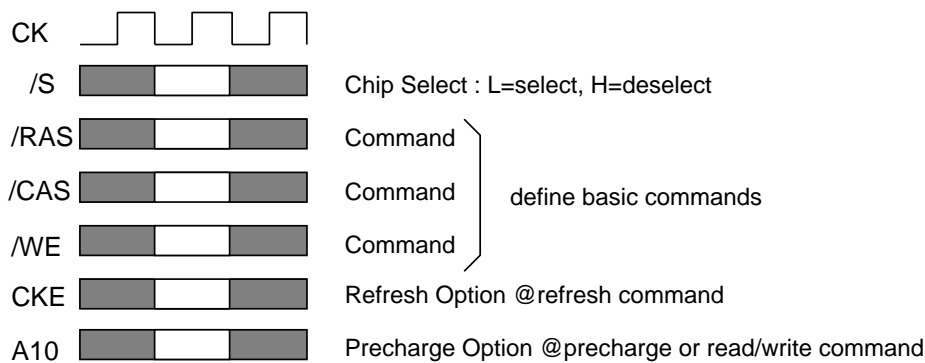 CK
/S Chip Select : L=select, H=deselect
/RAS Command
/CAS Command define basic commands
/WE Command
CKE Refresh Option @refresh command
A10 Precharge Option @precharge or read/write command